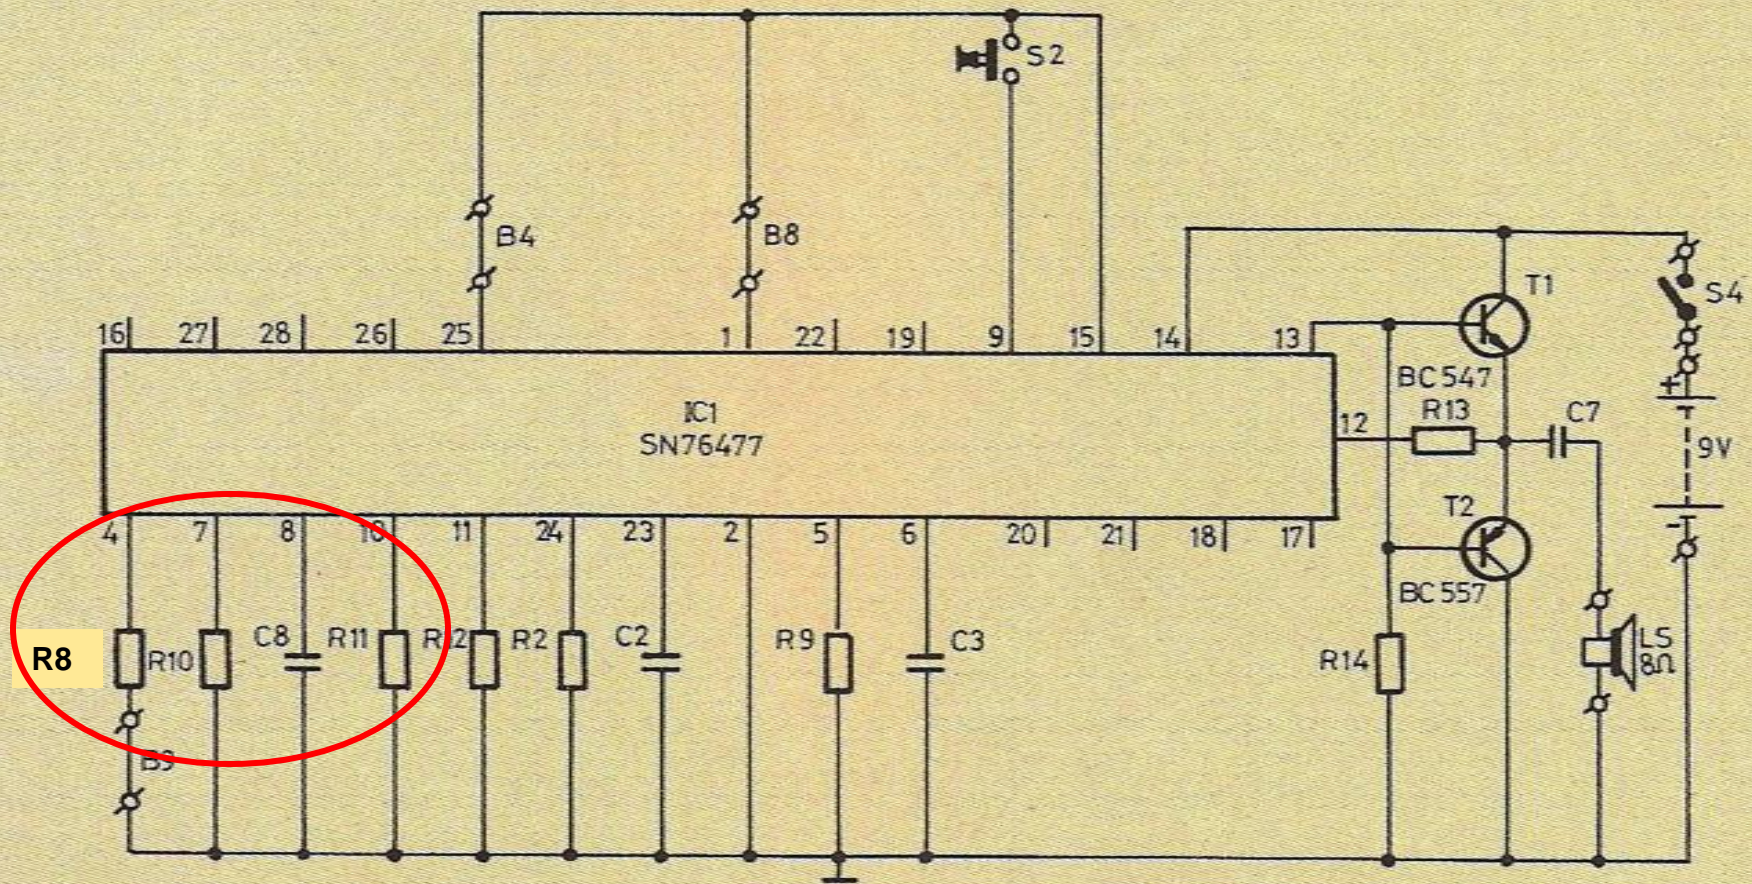 S2
B4
B8
T1
S4
16 27 28 26 25 1 22 19 9 15 14 13
BC547
+
IC1
SN76477
12
R13
C7
9V
4 7 8 10 11 24 23 2 5 6 20 21 18 17
T2
-
BC557
R8
R10
C8
R11
R12
R2
C2
R9
C3
R14
LS
8Ω
B9